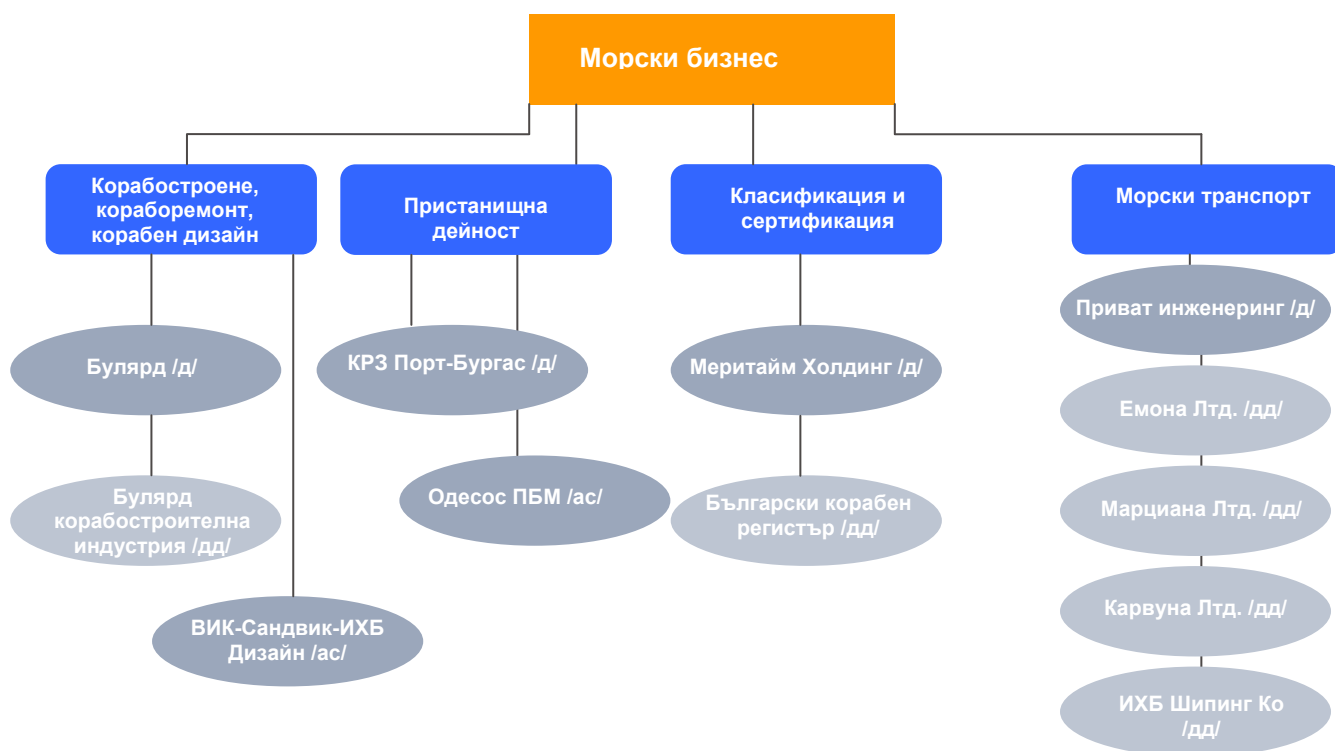 Морски бизнес
Корабостроене,
кораборемонт,
корабен дизайн
Пристанищна
дейност
Класификация и
сертификация
Морски транспорт
Приват инженеринг /д/
Булярд /д/
КРЗ Порт-Бургас /д/
Меритайм Холдинг /д/
Емона Лтд. /дд/
Булярд
корабостроителна
индустрия /дд/
Одесос ПБМ /ас/
Български корабен
регистър /дд/
Марциана Лтд. /дд/
Карвуна Лтд. /дд/
ВИК-Сандвик-ИХБ
Дизайн /ас/
ИХБ Шипинг Ко
/дд/